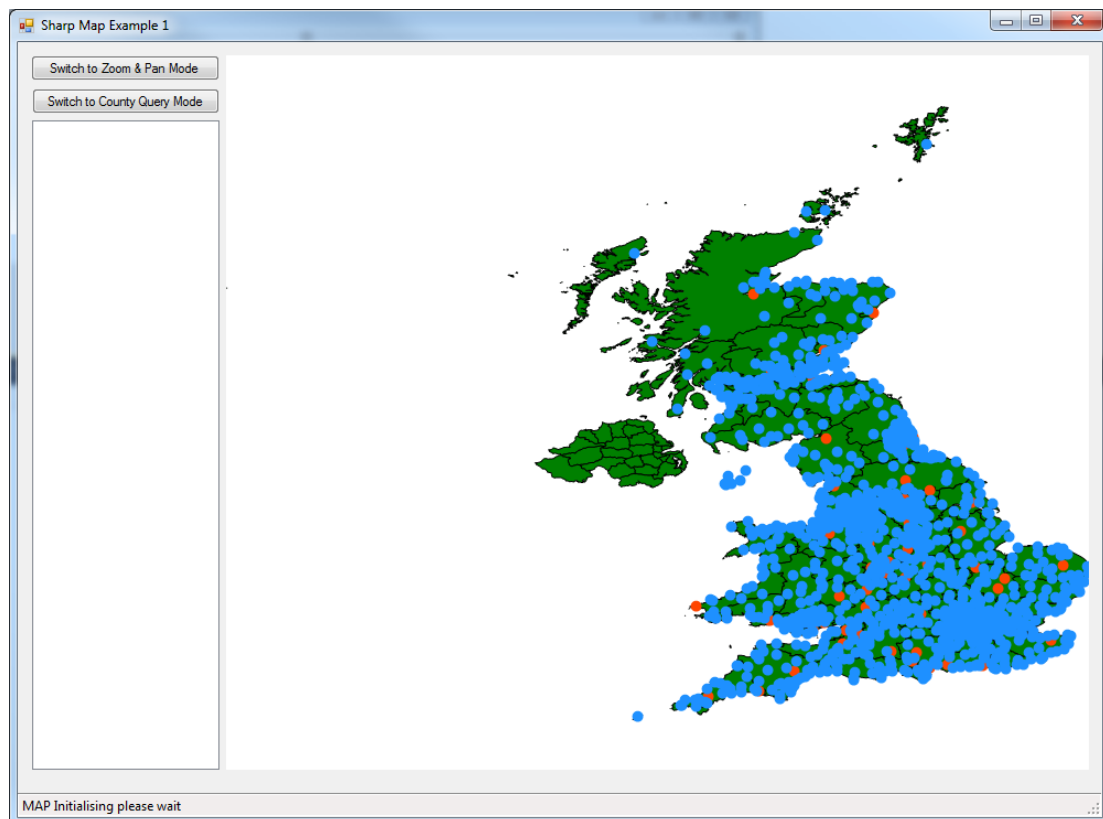 Sharp Map Example 1
Switch to Zoom & Pan Mode
Switch to County Query Mode
MAP Initialising please wait